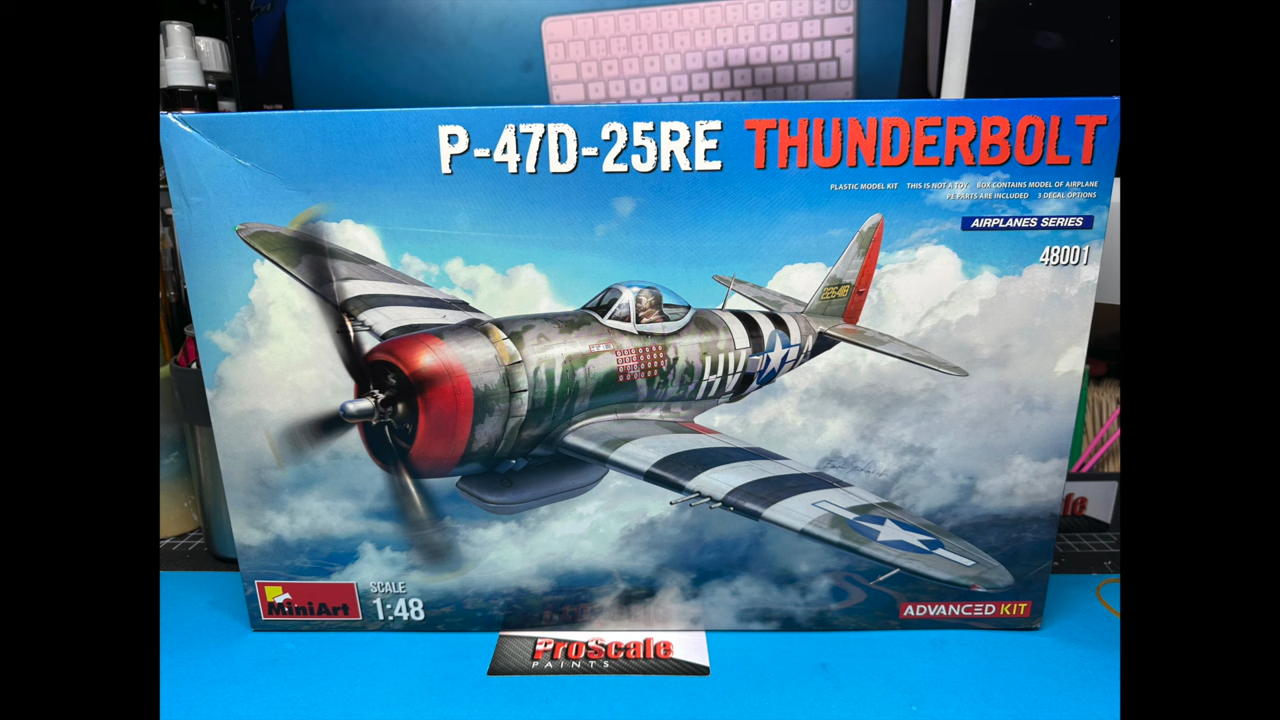 P-47D-25RE THUNDERBOLT
PLASTIC MODEL KIT THIS IS NOT A TOY BOX CONTAINS MODEL OF AIRPLANE
PE PARTS ARE INCLUDED 3 DECAL OPTIONS
AIRPLANES SERIES
48001
226418
HV
A
MiniArt
SCALE
1:48
ADVANCED KIT
ProScale
PAINTS